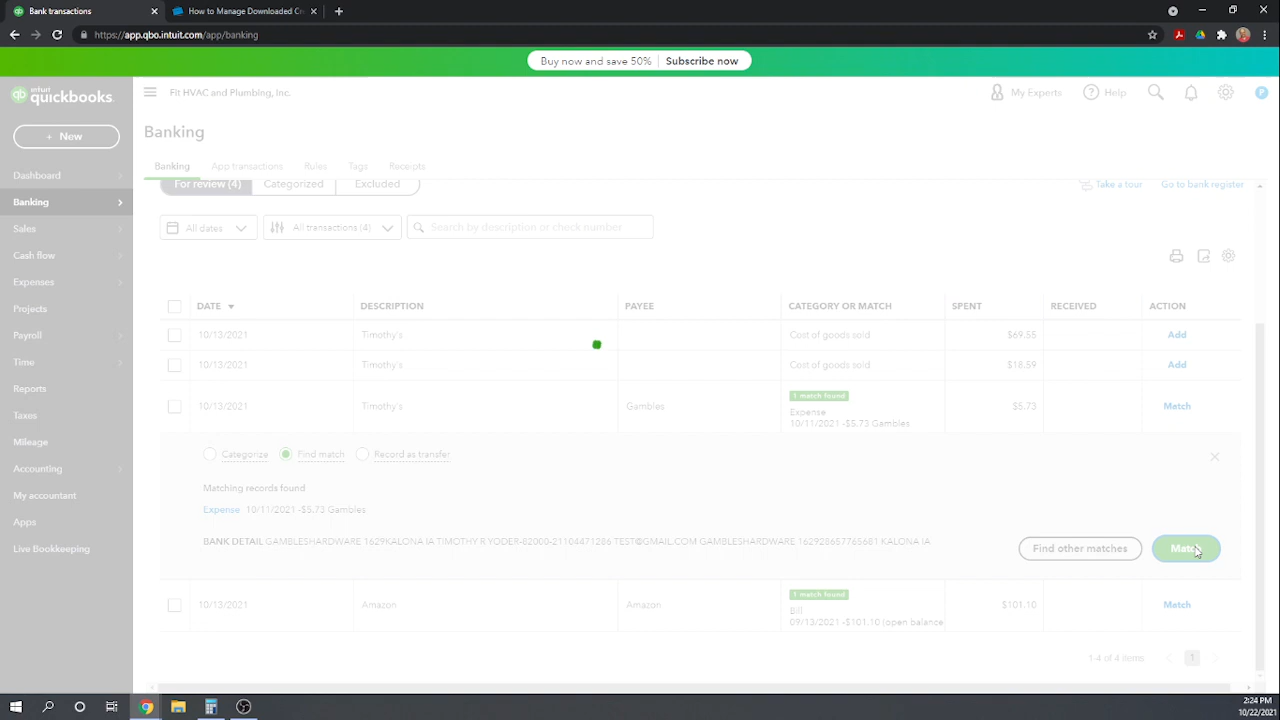 Bank transactions
How to Manage Downloaded Cr
https://app.qbo.intuit.com/app/banking
Buy now and save 50% | Subscribe now
intuit
quickbooks.
Fit HVAC and Plumbing, Inc.
My Experts
Help
P
+ New
Banking
Banking
App transactions
Rules
Tags
Receipts
Dashboard
Banking
Sales
Cash flow
Expenses
Projects
Payroll
Time
Reports
Taxes
Mileage
Accounting
My accountant
Apps
Live Bookkeeping
For review (4)
Categorized
Excluded
Take a tour
Go to bank register
All dates
All transactions (4)
Search by description or check number
DATE
DESCRIPTION
PAYEE
CATEGORY OR MATCH
SPENT
RECEIVED
ACTION
10/13/2021 Timothy's Cost of goods sold $69.55 Add
10/13/2021 Timothy's Cost of goods sold $18.59 Add
1 match found
10/13/2021 Timothy's Gambles Expense $5.73 Match
10/11/2021 -$5.73 Gambles
Categorize
Find match
Record as transfer
Matching records found
Expense 10/11/2021 -$5.73 Gambles
BANK DETAIL GAMBLESHARDWARE 1629KALONA IA TIMOTHY R YODER-82000-21104471286 TEST@GMAIL.COM GAMBLESHARDWARE 162928657765681 KALONA IA
Find other matches
Match
1 match found
10/13/2021 Amazon Amazon Bill $101.10 Match
09/13/2021 -$101.10 (open balance
1-4 of 4 items
1
2:24 PM
10/22/2021